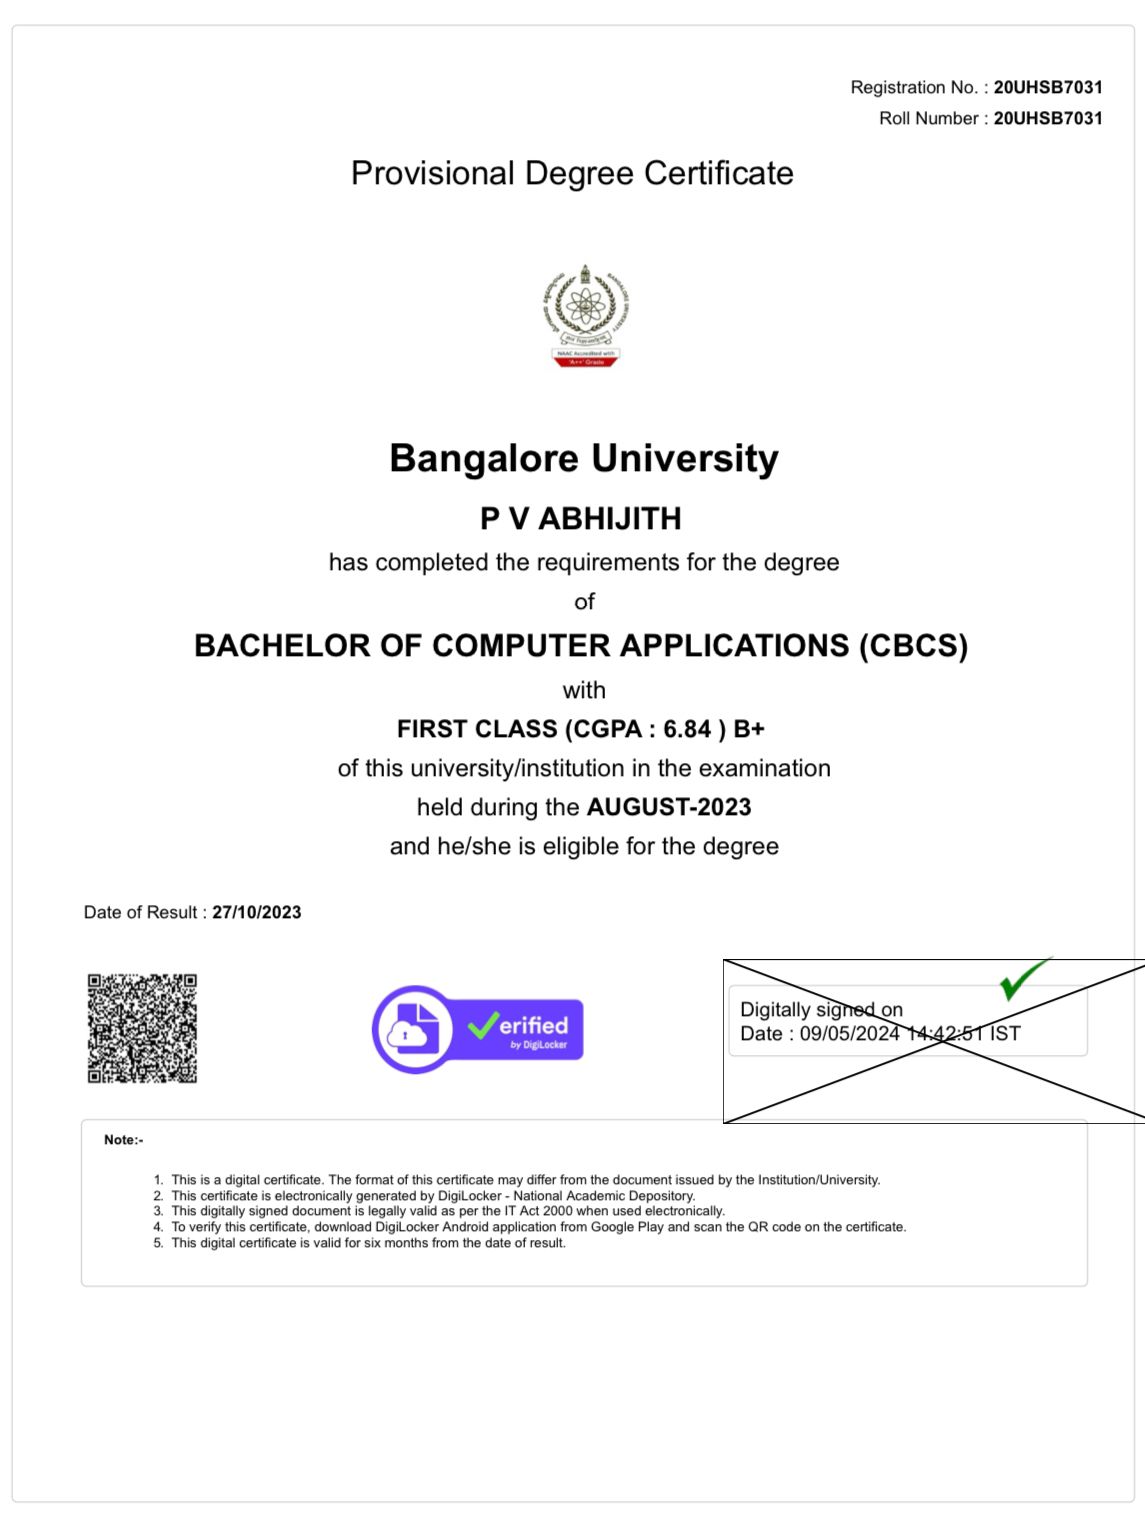 Registration No. : 20UHSB7031
Roll Number : 20UHSB7031
Provisional Degree Certificate
BANGALORE UNIVERSITY
NAAC Accredited with
'A++' Grade
Bangalore University
P V ABHIJITH
has completed the requirements for the degree
of
BACHELOR OF COMPUTER APPLICATIONS (CBCS)
with
FIRST CLASS (CGPA : 6.84 ) B+
of this university/institution in the examination
held during the AUGUST-2023
and he/she is eligible for the degree
Date of Result : 27/10/2023
erified
by DigiLocker
Digitally signed on
Date : 09/05/2024 14:42:51 IST
Note:-
1. This is a digital certificate. The format of this certificate may differ from the document issued by the Institution/University.
2. This certificate is electronically generated by DigiLocker - National Academic Depository.
3. This digitally signed document is legally valid as per the IT Act 2000 when used electronically.
4. To verify this certificate, download DigiLocker Android application from Google Play and scan the QR code on the certificate.
5. This digital certificate is valid for six months from the date of result.